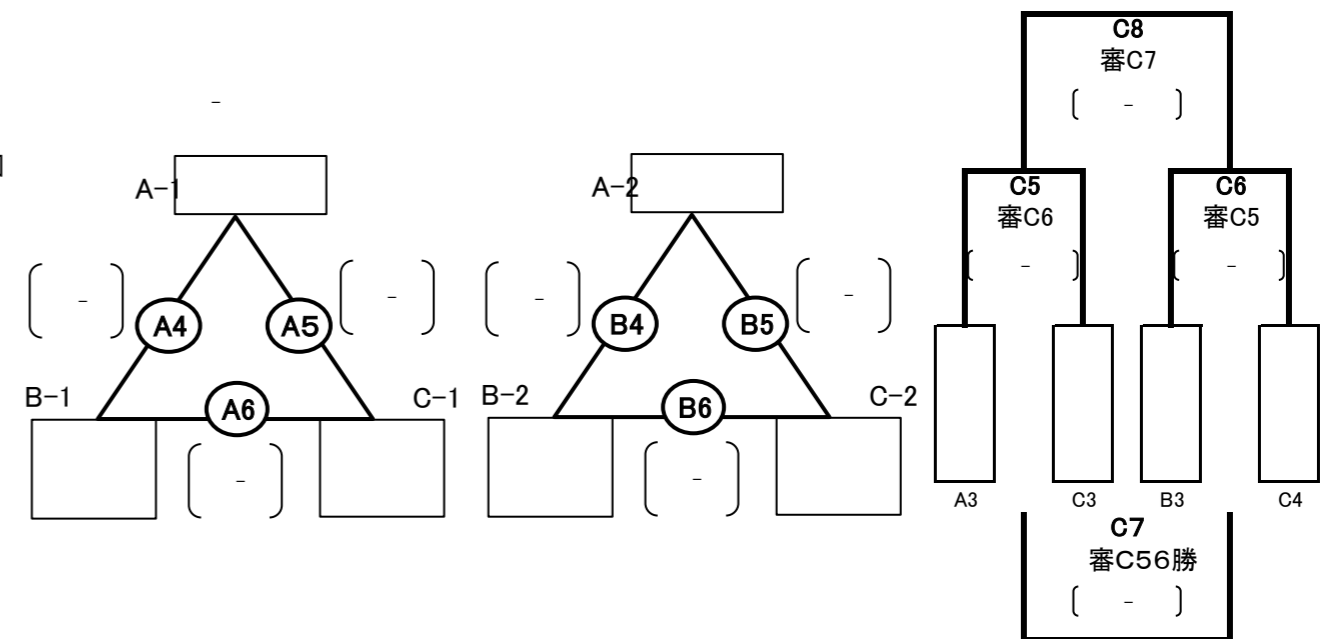 -
A-1
- -
A4 A5
B-1 C-1
A6
-
A-2
- -
B4 B5
B-2 C-2
B6
-
C8
審C7
( - )
C5
審C6
( - )
C6
審C5
( - )
A3 C3 B3 C4
C7
審C56勝
( - )